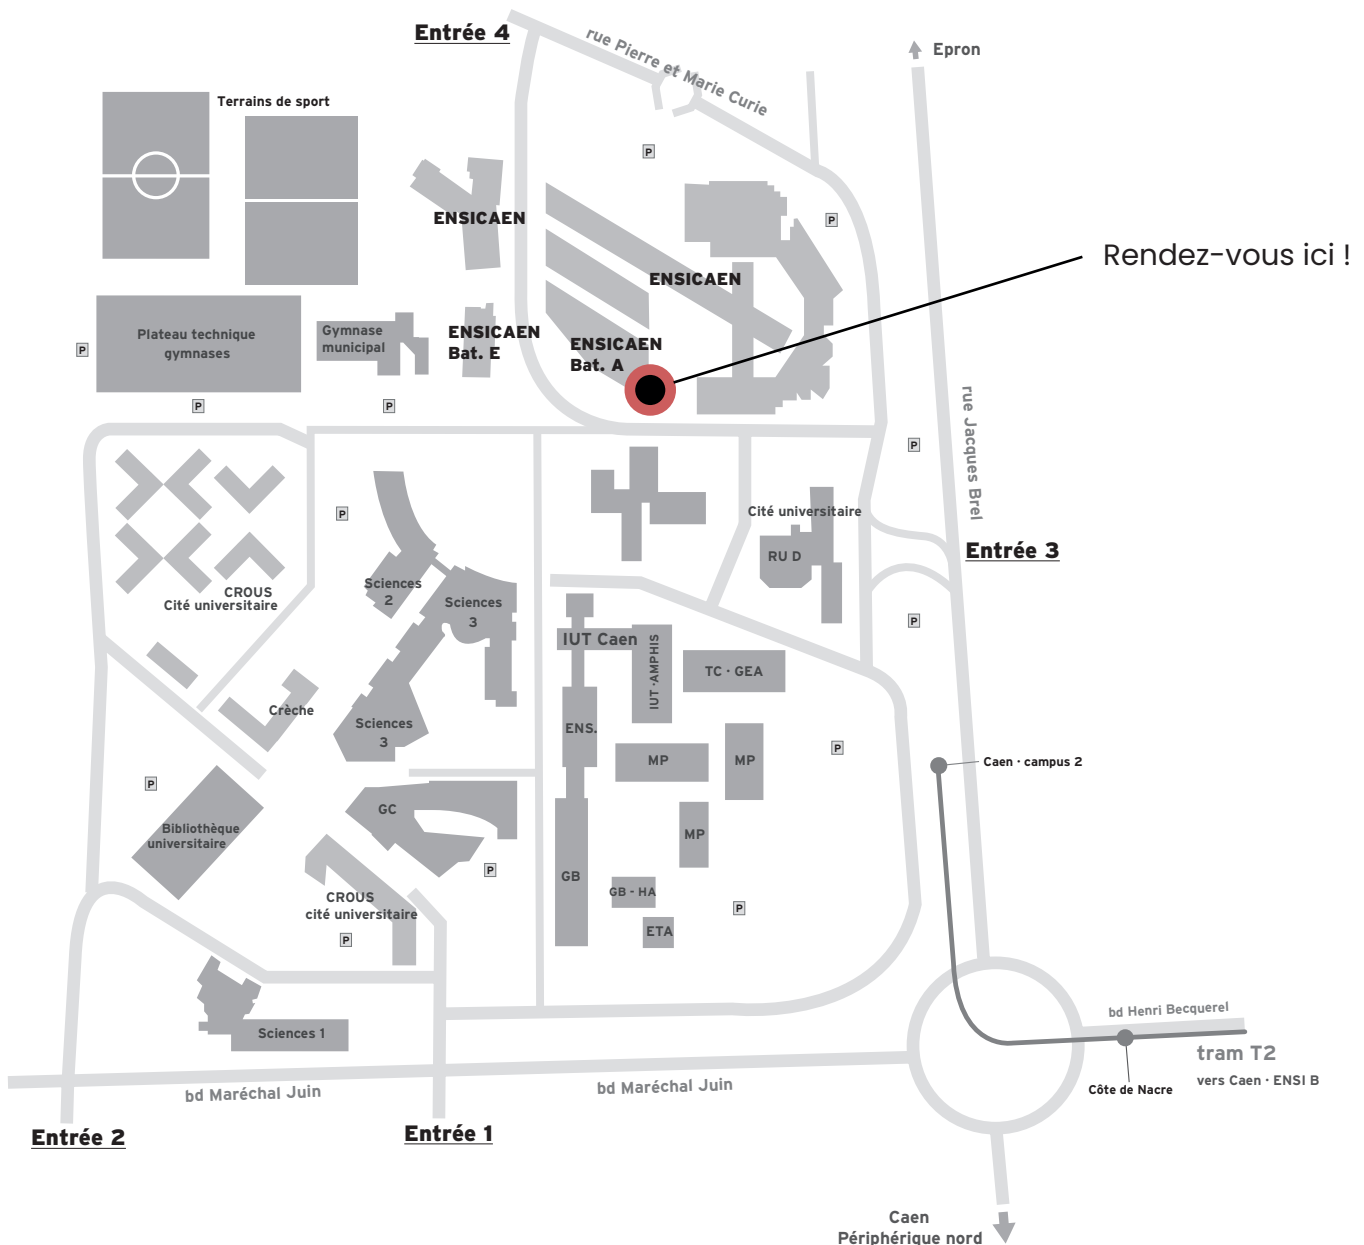 Entrée 4
rue Pierre et Marie Curie
Epron
Terrains de sport
P
P
ENSICAEN
Rendez-vous ici !
ENSICAEN
Plateau technique
gymnases
Gymnase
municipal
ENSICAEN
Bat. E
ENSICAEN
Bat. A
P
P
P
rue Jacques Brel
P
P
Cité universitaire
RU D
Entrée 3
Sciences
2
Sciences
3
CROUS
Cité universitaire
P
IUT Caen
IUT ·AMPHIS
TC · GEA
Crèche
Sciences
3
ENS.
MP
MP
P
Caen · campus 2
P
GC
Bibliothèque
universitaire
MP
P
GB
GB - HA
CROUS
cité universitaire
P
ETA
P
Sciences 1
bd Henri Becquerel
tram T2
vers Caen · ENSI B
Côte de Nacre
bd Maréchal Juin
bd Maréchal Juin
Entrée 2
Entrée 1
Caen
Périphérique nord